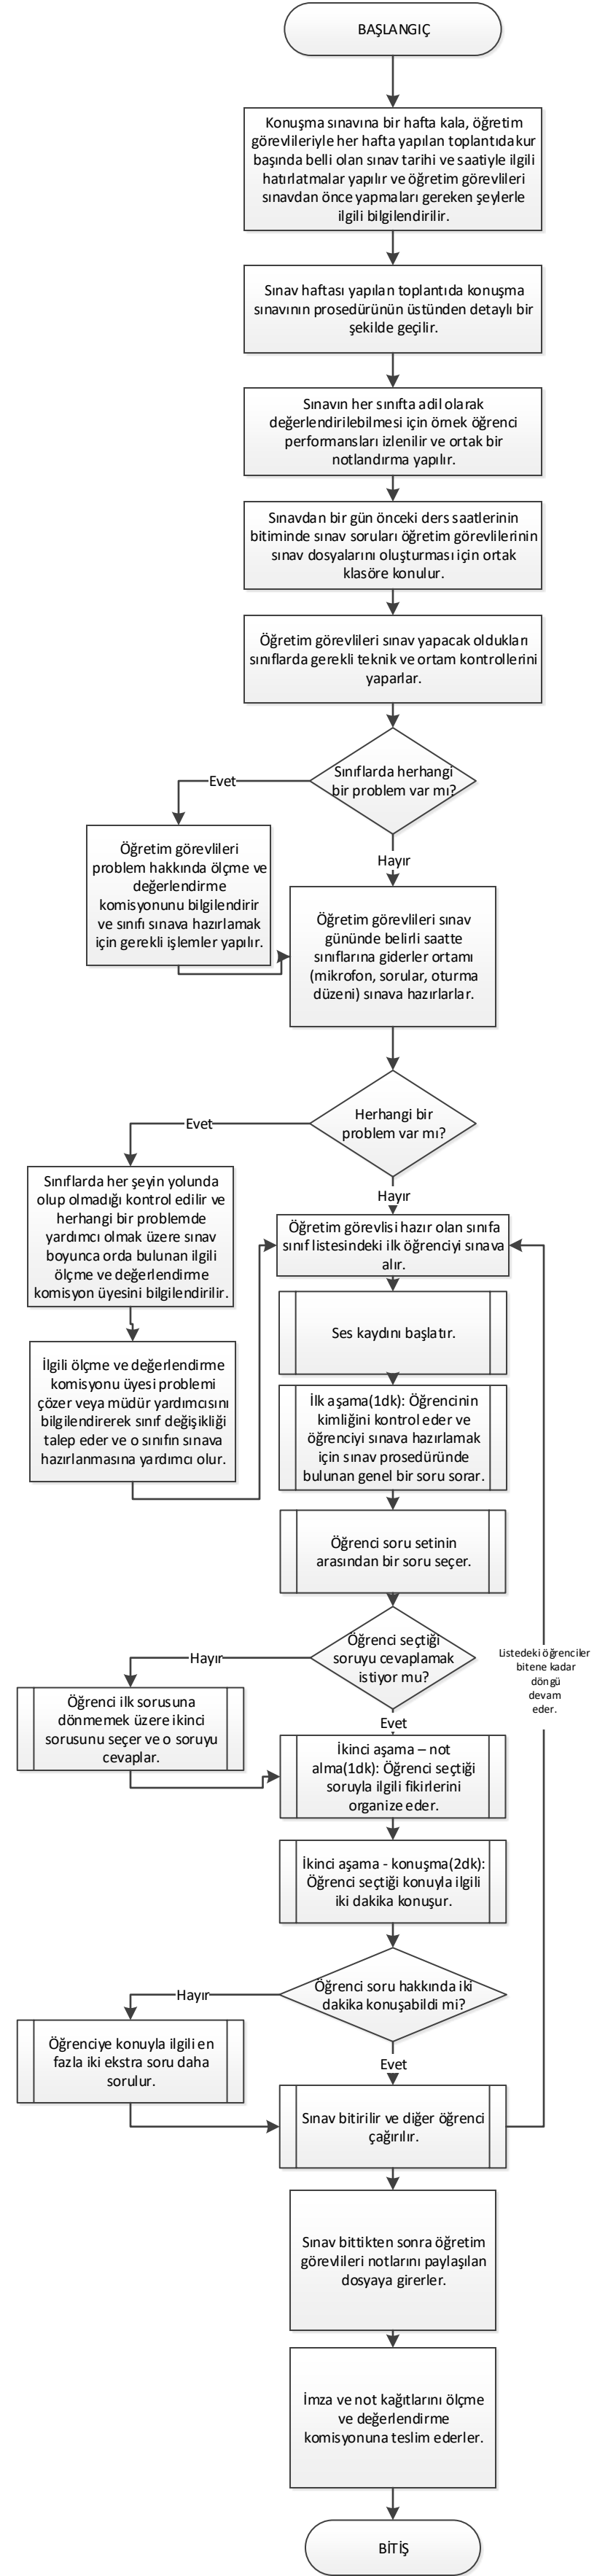 BAŞLANGIÇ
Konuşma sınavına bir hafta kala, öğretim
görevlileriyle her hafta yapılan toplantıdakur
başında belli olan sınav tarihi ve saatiyle ilgili
hatırlatmalar yapılır ve öğretim görevlileri
sınavdan önce yapmaları gereken şeylerle
ilgili bilgilendirilir.
Sınav haftası yapılan toplantıda konuşma
sınavının prosedürünün üstünden detaylı bir
şekilde geçilir.
Sınavın her sınıfta adil olarak
değerlendirilebilmesi için örnek öğrenci
performansları izlenilir ve ortak bir
notlandırma yapılır.
Sınavdan bir gün önceki ders saatlerinin
bitiminde sınav soruları öğretim görevlilerinin
sınav dosyalarını oluşturması için ortak
klasöre konulur.
Öğretim görevlileri sınav yapacak oldukları
sınıflarda gerekli teknik ve ortam kontrollerini
yaparlar.
Sınıflarda herhangi
bir problem var mı?
Evet
Hayır
Öğretim görevlileri
problem hakkında ölçme ve
değerlendirme
komisyonunu bilgilendirir
ve sınıfı sınava hazırlamak
için gerekli işlemler yapılır.
Öğretim görevlileri sınav
gününde belirli saatte
sınıflarına giderler ortamı
(mikrofon, sorular, oturma
düzeni) sınava hazırlarlar.
Herhangi bir
problem var mı?
Evet
Hayır
Sınıflarda her şeyin yolunda
olup olmadığı kontrol edilir ve
herhangi bir problemde
yardımcı olmak üzere sınav
boyunca orda bulunan ilgili
ölçme ve değerlendirme
komisyon üyesini bilgilendirilir.
İlgili ölçme ve değerlendirme
komisyonu üyesi problemi
çözer veya müdür yardımcısını
bilgilendirerek sınıf değişikliği
talep eder ve o sınıfın sınava
hazırlanmasına yardımcı olur.
Öğretim görevlisi hazır olan sınıfa
sınıf listesindeki ilk öğrenciyi sınava
alır.
Ses kaydını başlatır.
İlk aşama(1dk): Öğrencinin
kimliğini kontrol eder ve
öğrenciyi sınava hazırlamak
için sınav prosedüründe
bulunan genel bir soru sorar.
Öğrenci soru setinin
arasından bir soru seçer.
Öğrenci seçtiği
soruyu cevaplamak
istiyor mu?
Hayır
Evet
Öğrenci ilk sorusuna
dönmemek üzere ikinci
sorusunu seçer ve o soruyu
cevaplar.
İkinci aşama – not
alma(1dk): Öğrenci seçtiği
soruyla ilgili fikirlerini
organize eder.
Listedeki öğrenciler
bitene kadar
döngü
devam
eder.
İkinci aşama - konuşma(2dk):
Öğrenci seçtiği konuyla ilgili
iki dakika konuşur.
Öğrenci soru hakkında iki
dakika konuşabildi mi?
Hayır
Evet
Öğrenciye konuyla ilgili en
fazla iki ekstra soru daha
sorulur.
Sınav bitirilir ve diğer öğrenci
çağırılır.
Sınav bittikten sonra öğretim
görevlileri notlarını paylaşılan
dosyaya girerler.
İmza ve not kağıtlarını ölçme
ve değerlendirme
komisyonuna teslim ederler.
BİTİŞ